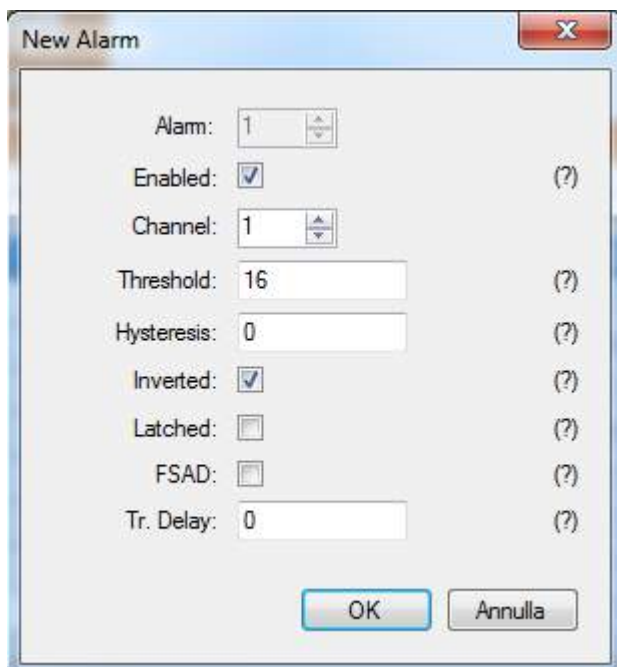 New Alarm
Alarm: 1
Enabled: (?)
Channel: 1
Threshold: 16 (?)
Hysteresis: 0 (?)
Inverted: (?)
Latched: (?)
FSAD: (?)
Tr. Delay: 0 (?)
OK Annulla